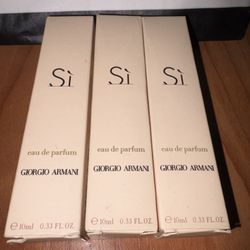 Sì
eau de parfum
GIORGIO ARMANI
℮ 10ml 0.33 FL.OZ.
Sì
eau de parfum
GIORGIO ARMANI
℮ 10ml 0.33 FL.OZ.
Sì
eau de parfum
GIORGIO ARMANI
℮ 10ml 0.33 FL.OZ.